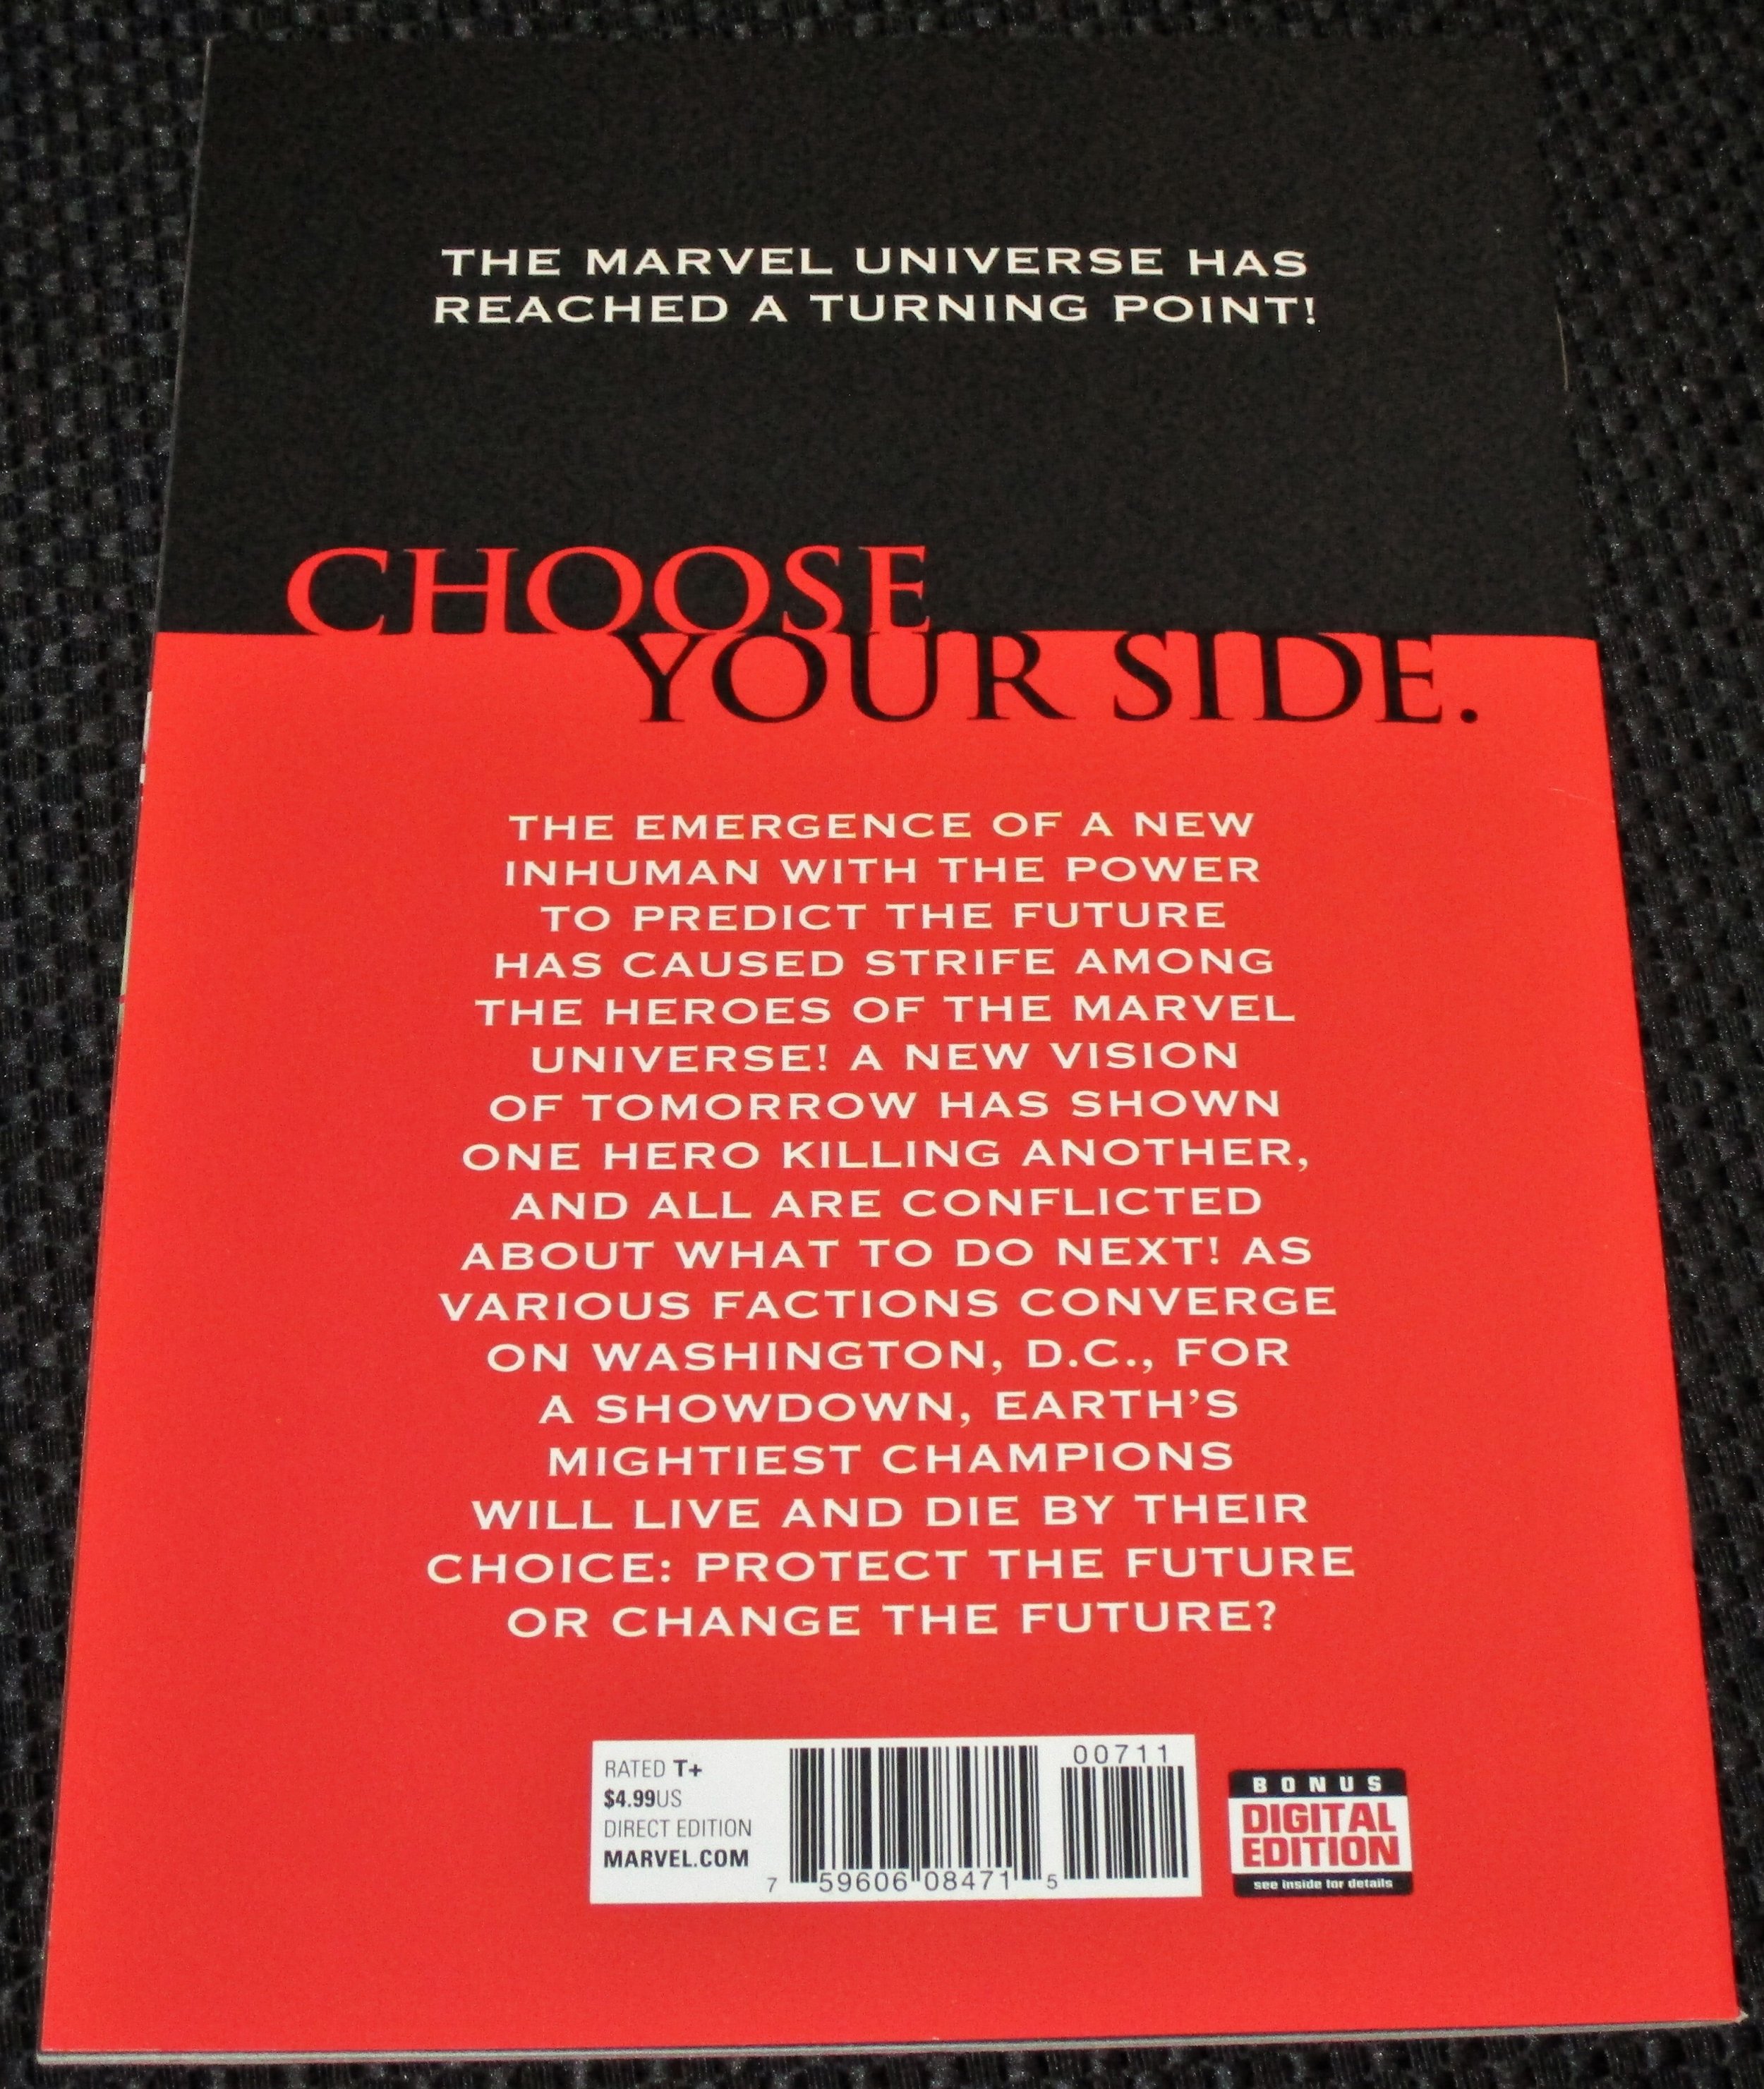 THE MARVEL UNIVERSE HAS
REACHED A TURNING POINT!
CHOOSE
YOUR SIDE.
THE EMERGENCE OF A NEW
INHUMAN WITH THE POWER
TO PREDICT THE FUTURE
HAS CAUSED STRIFE AMONG
THE HEROES OF THE MARVEL
UNIVERSE! A NEW VISION
OF TOMORROW HAS SHOWN
ONE HERO KILLING ANOTHER,
AND ALL ARE CONFLICTED
ABOUT WHAT TO DO NEXT! AS
VARIOUS FACTIONS CONVERGE
ON WASHINGTON, D.C., FOR
A SHOWDOWN, EARTH'S
MIGHTIEST CHAMPIONS
WILL LIVE AND DIE BY THEIR
CHOICE: PROTECT THE FUTURE
OR CHANGE THE FUTURE?
RATED T+
$4.99US
DIRECT EDITION
MARVEL.COM
00711
7 59606 08471 5
BONUS
DIGITAL
EDITION
see inside for details